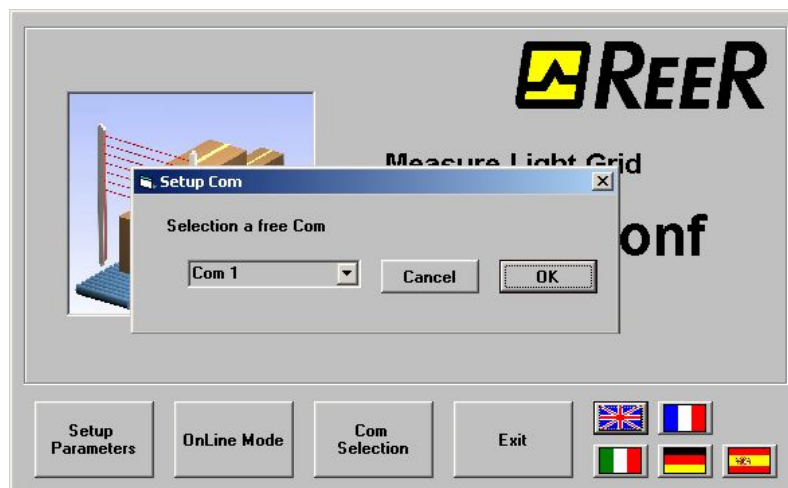 REER
Measure Light Grid
onf
Setup Com
Selection a free Com
Com 1
Cancel
OK
Setup
Parameters
OnLine Mode
Com
Selection
Exit